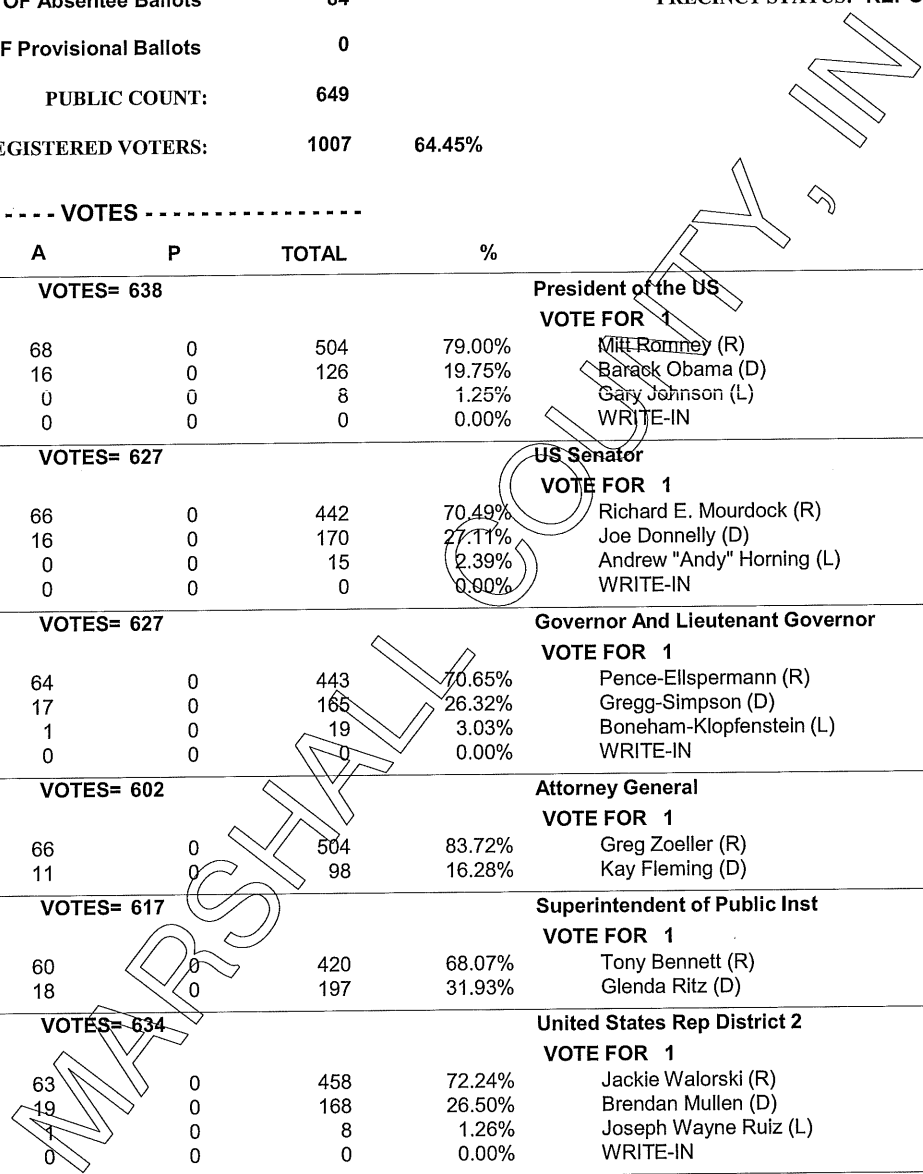 OF Absentee Ballots 84 PRECINCT STATUS:
F Provisional Ballots 0
PUBLIC COUNT: 649
EGISTERED VOTERS: 1007 64.45%
- - - - VOTES - - - - - - - - - - - - - - -
A P TOTAL %
VOTES= 638 President of the US
VOTE FOR 1
68 0 504 79.00% Mitt Romney (R)
16 0 126 19.75% Barack Obama (D)
0 0 8 1.25% Gary Johnson (L)
0 0 0 0.00% WRITE-IN
VOTES= 627 US Senator
VOTE FOR 1
66 0 442 70.49% Richard E. Mourdock (R)
16 0 170 27.11% Joe Donnelly (D)
0 0 15 2.39% Andrew "Andy" Horning (L)
0 0 0 0.00% WRITE-IN
VOTES= 627 Governor And Lieutenant Governor
VOTE FOR 1
64 0 443 70.65% Pence-Ellspermann (R)
17 0 165 26.32% Gregg-Simpson (D)
1 0 19 3.03% Boneham-Klopfenstein (L)
0 0 0 0.00% WRITE-IN
VOTES= 602 Attorney General
VOTE FOR 1
66 0 504 83.72% Greg Zoeller (R)
11 0 98 16.28% Kay Fleming (D)
VOTES= 617 Superintendent of Public Inst
VOTE FOR 1
60 0 420 68.07% Tony Bennett (R)
18 0 197 31.93% Glenda Ritz (D)
VOTES= 634 United States Rep District 2
VOTE FOR 1
63 0 458 72.24% Jackie Walorski (R)
19 0 168 26.50% Brendan Mullen (D)
1 0 8 1.26% Joseph Wayne Ruiz (L)
0 0 0 0.00% WRITE-IN
MARSHALL COUNTY, IN